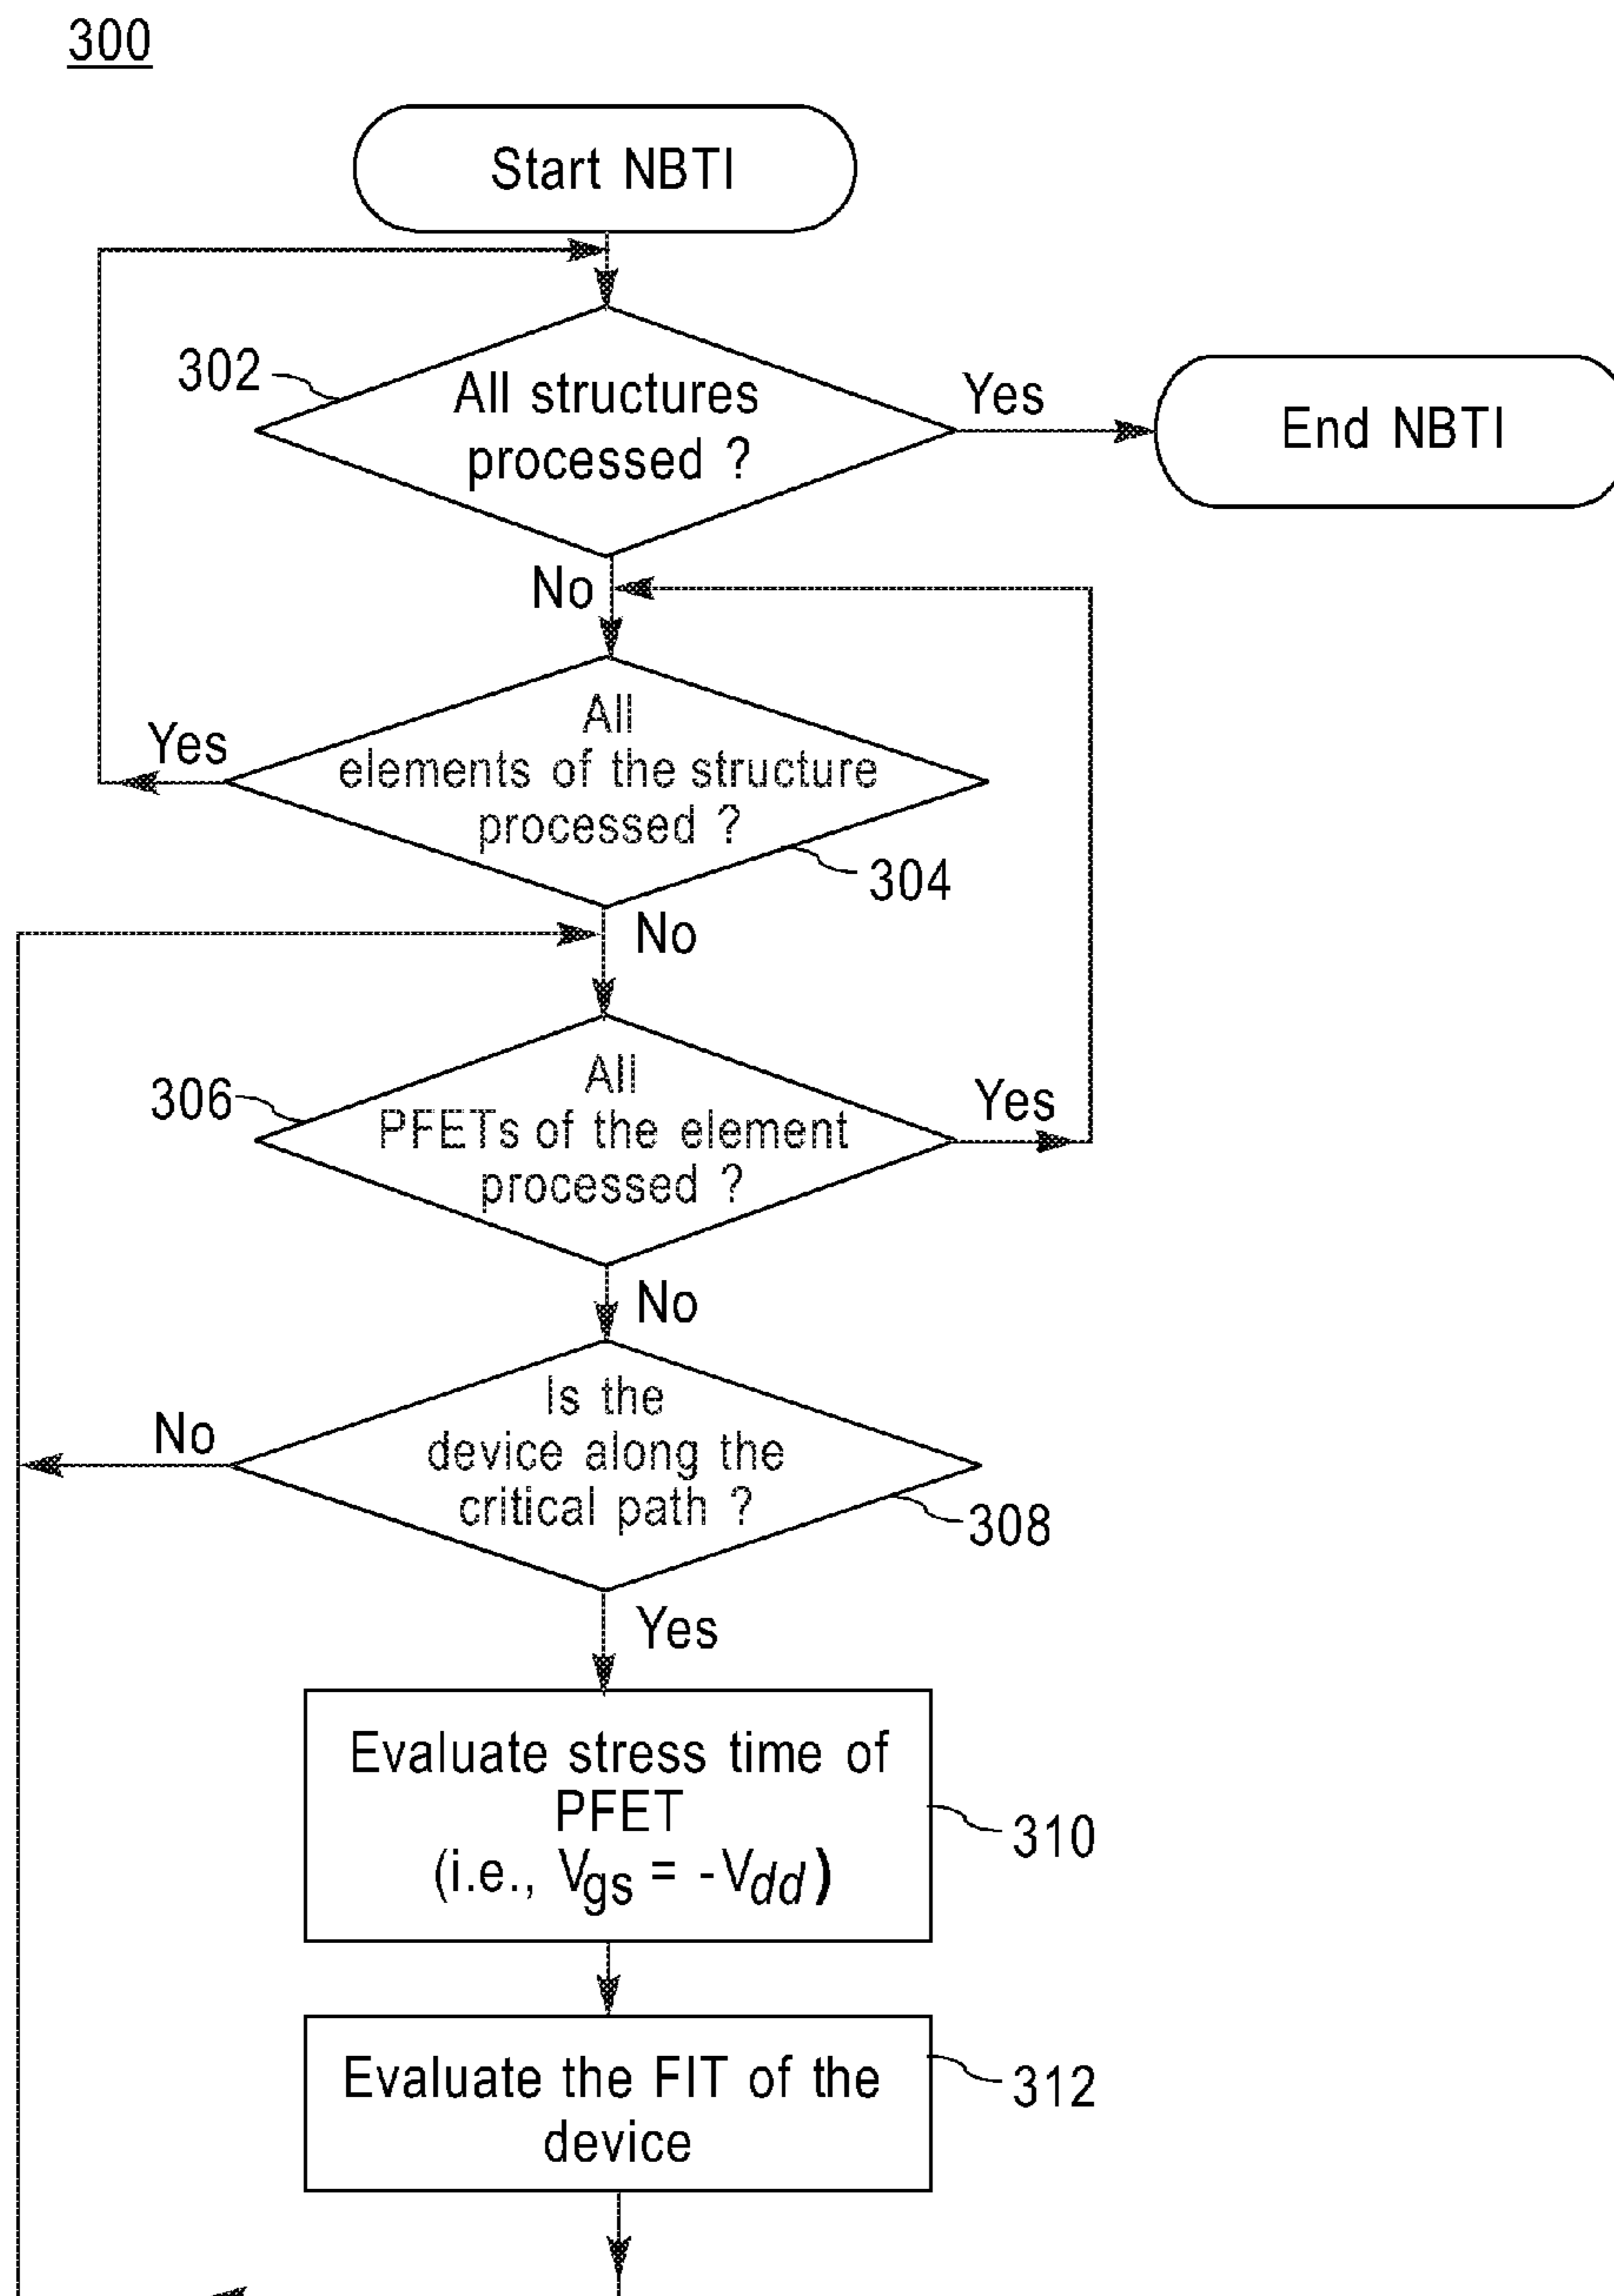 300
Start NBTI
302
All structures
processed ?
Yes
End NBTI
No
All
elements of the structure
processed ?
Yes
304
No
306
All
PFETs of the element
processed ?
Yes
No
Is the
device along the
critical path ?
No
308
Yes
Evaluate stress time of
PFET
(i.e., Vgs = -Vdd)
310
Evaluate the FIT of the
device
312